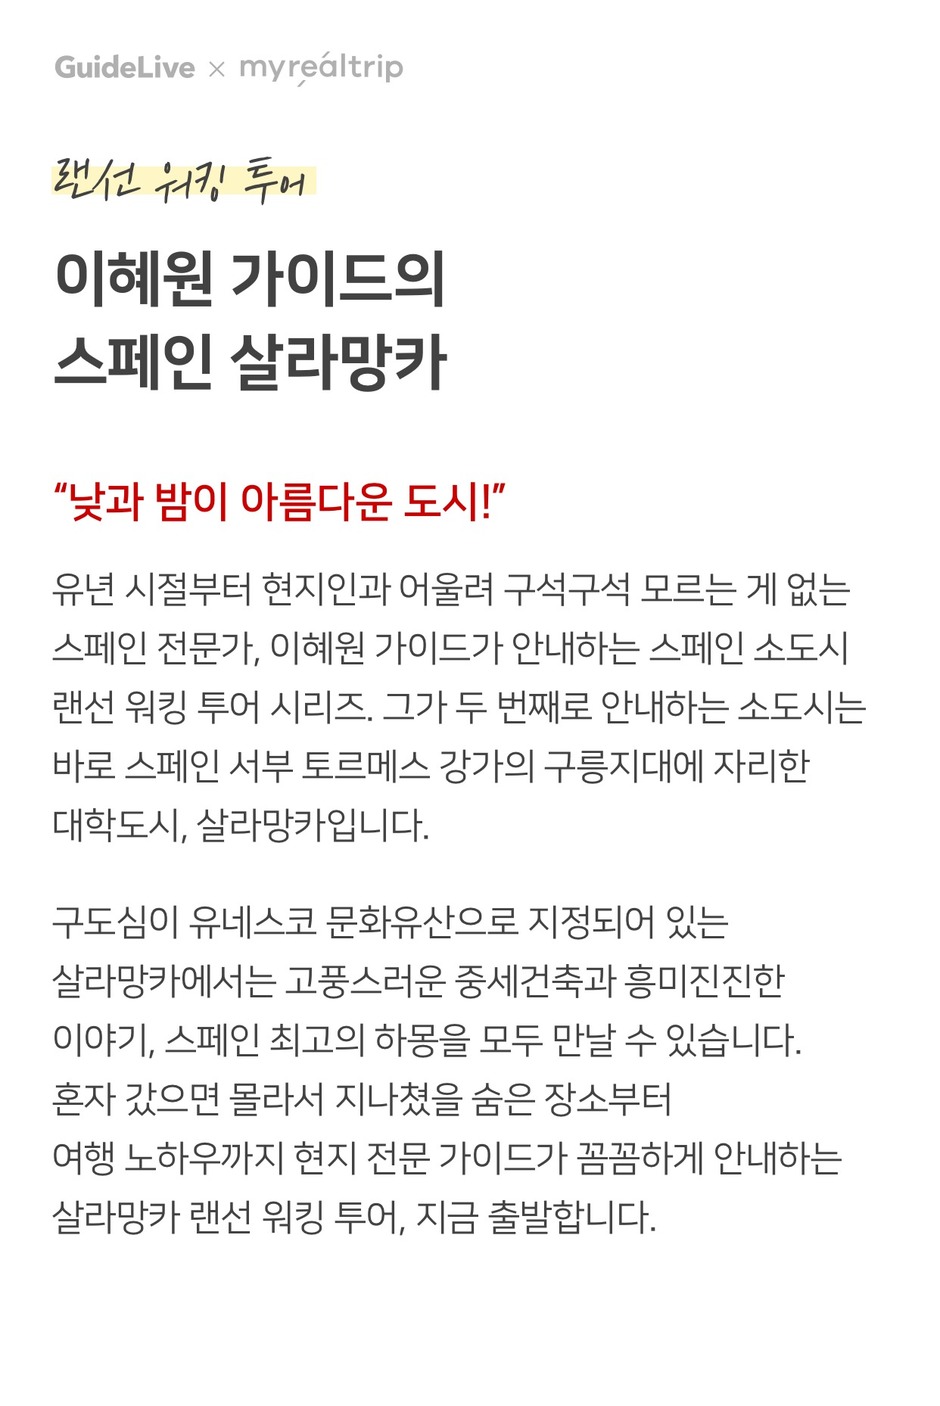 GuideLive × myrealtrip
랜선 워킹 투어
이혜원 가이드의
스페인 살라망카
“낮과 밤이 아름다운 도시!”
유년 시절부터 현지인과 어울려 구석구석 모르는 게 없는
스페인 전문가, 이혜원 가이드가 안내하는 스페인 소도시
랜선 워킹 투어 시리즈. 그가 두 번째로 안내하는 소도시는
바로 스페인 서부 토르메스 강가의 구릉지대에 자리한
대학도시, 살라망카입니다.
구도심이 유네스코 문화유산으로 지정되어 있는
살라망카에서는 고풍스러운 중세건축과 흥미진진한
이야기, 스페인 최고의 하몽을 모두 만날 수 있습니다.
혼자 갔으면 몰라서 지나쳤을 숨은 장소부터
여행 노하우까지 현지 전문 가이드가 꼼꼼하게 안내하는
살라망카 랜선 워킹 투어, 지금 출발합니다.